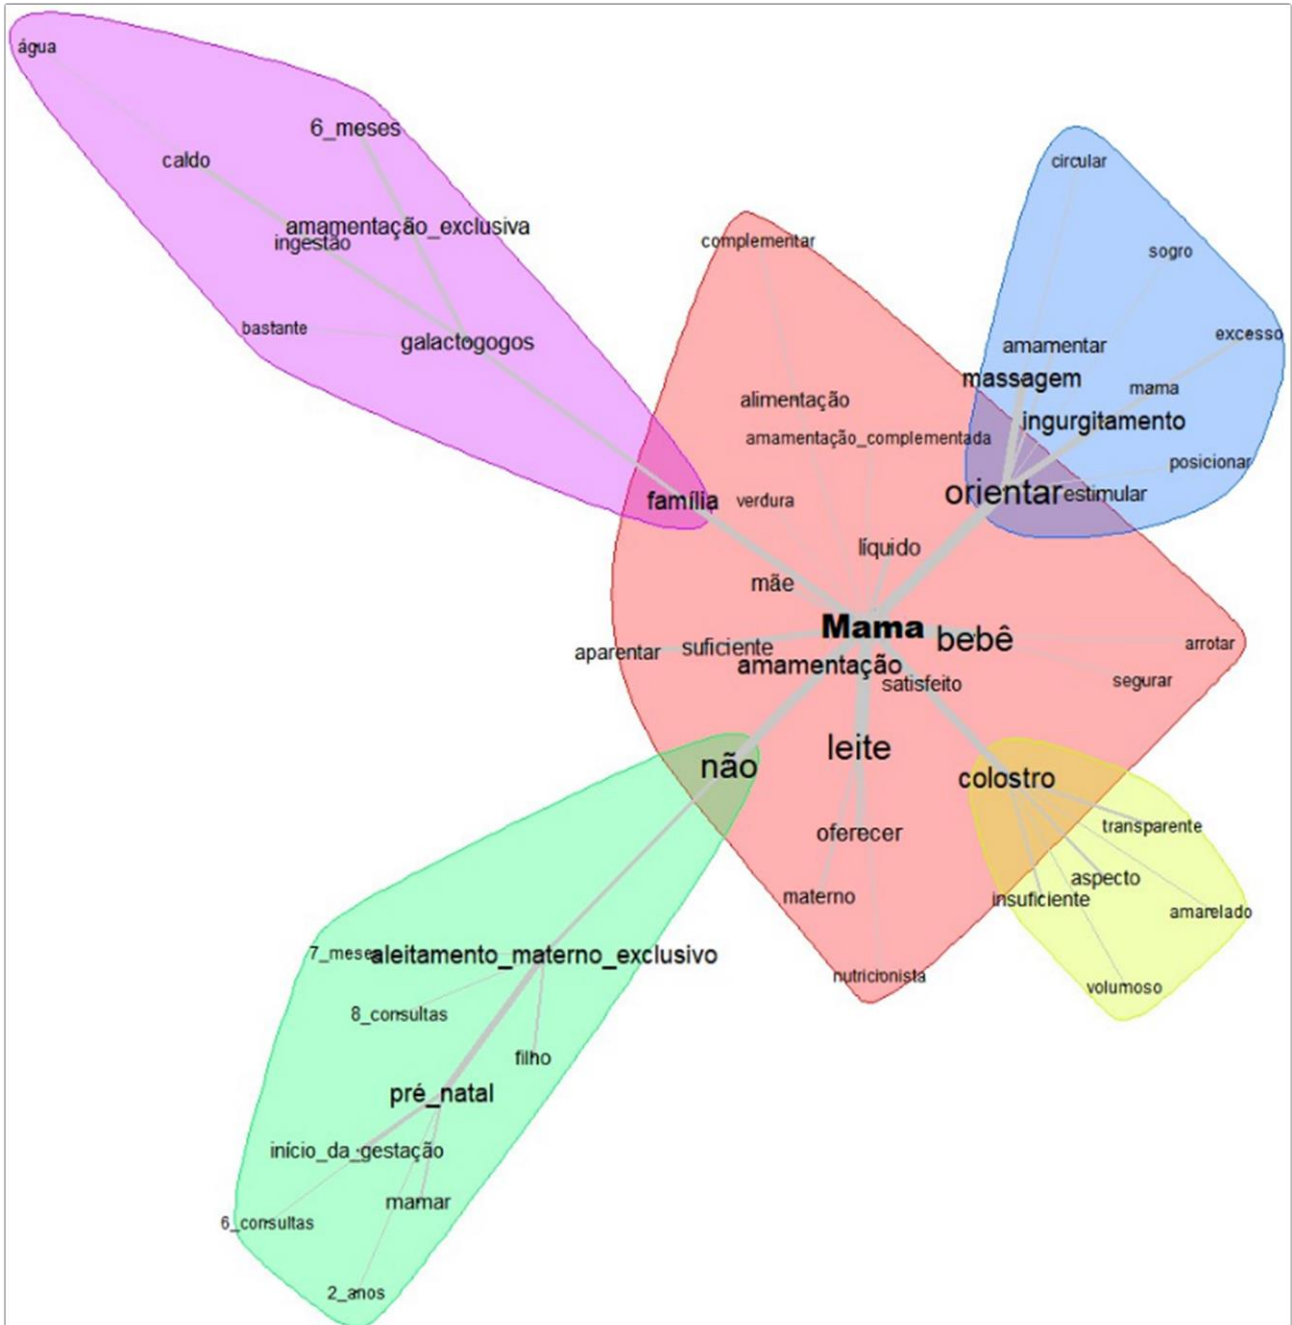 água
6_meses
caldo
amamentação_exclusiva
ingestão
bastante
galactogogos
família
complementar
alimentação
amamentação_complementada
verdura
líquido
mãe
Mama
bebê
aparentar
suficiente
amamentação
satisfeito
arrotar
segurar
leite
oferecer
materno
nutricionista
circular
sogro
excesso
amamentar
massagem
mama
ingurgitamento
posicionar
orientar
estimular
não
colostro
transparente
aspecto
insuficiente
amarelado
volumoso
7_meses
aleitamento_materno_exclusivo
8_consultas
filho
pré_natal
início_da_gestação
mamar
6_consultas
2_anos